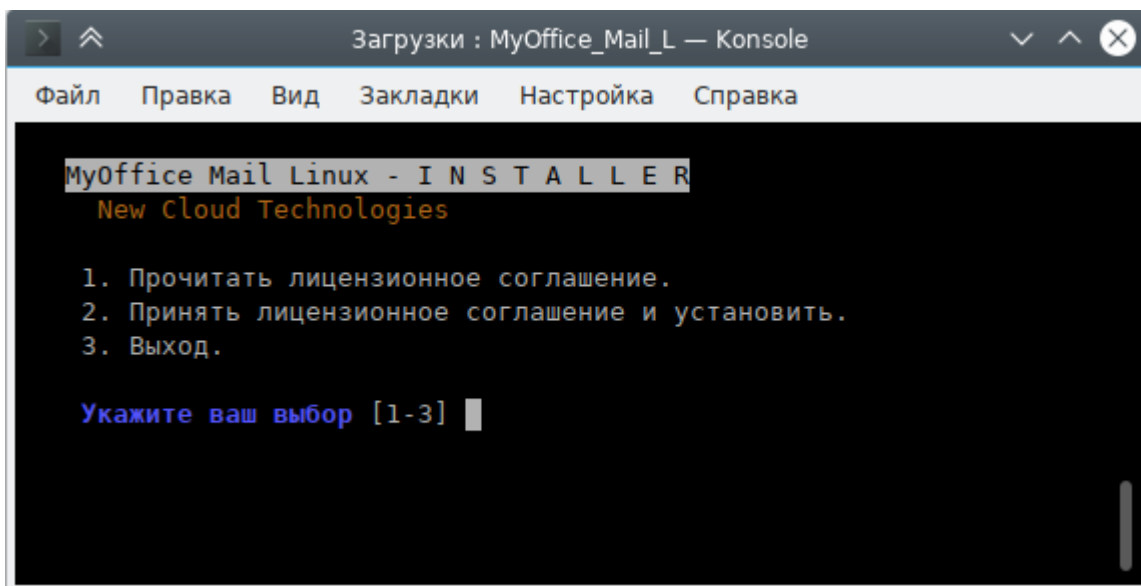 Загрузки : MyOffice_Mail_L — Konsole
Файл Правка Вид Закладки Настройка Справка
MyOffice Mail Linux - I N S T A L L E R
New Cloud Technologies
1. Прочитать лицензионное соглашение.
2. Принять лицензионное соглашение и установить.
3. Выход.
Укажите ваш выбор [1-3]